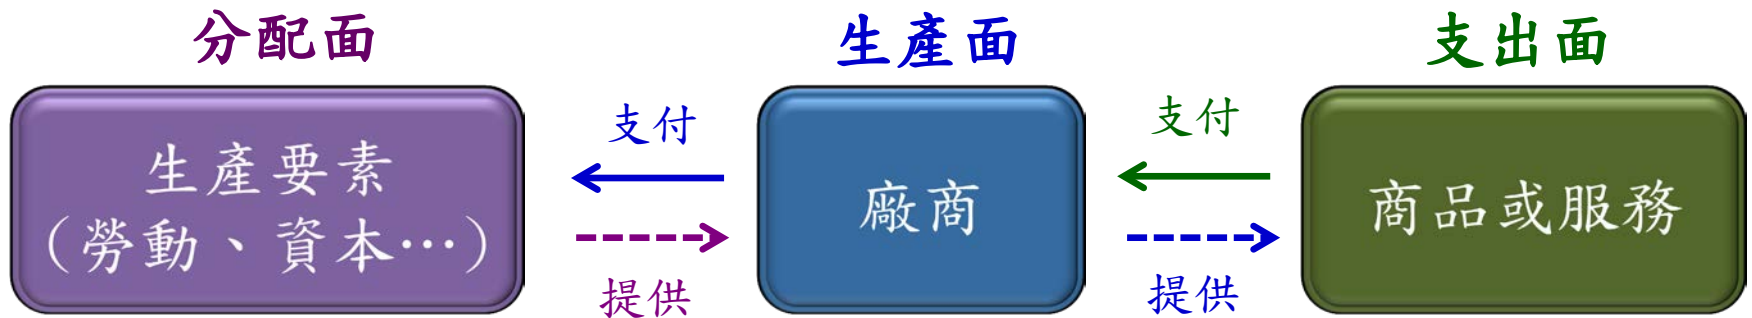 分配面
生產要素
（勞動、資本…）
支付
提供
生產面
廠商
支付
提供
支出面
商品或服務